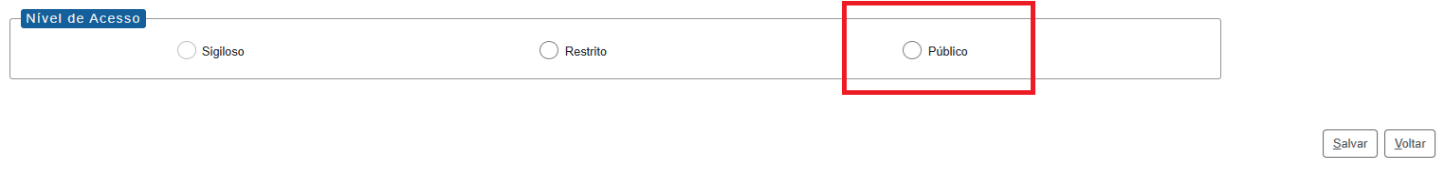 Nível de Acesso
Sigiloso Restrito Público
Salvar Voltar